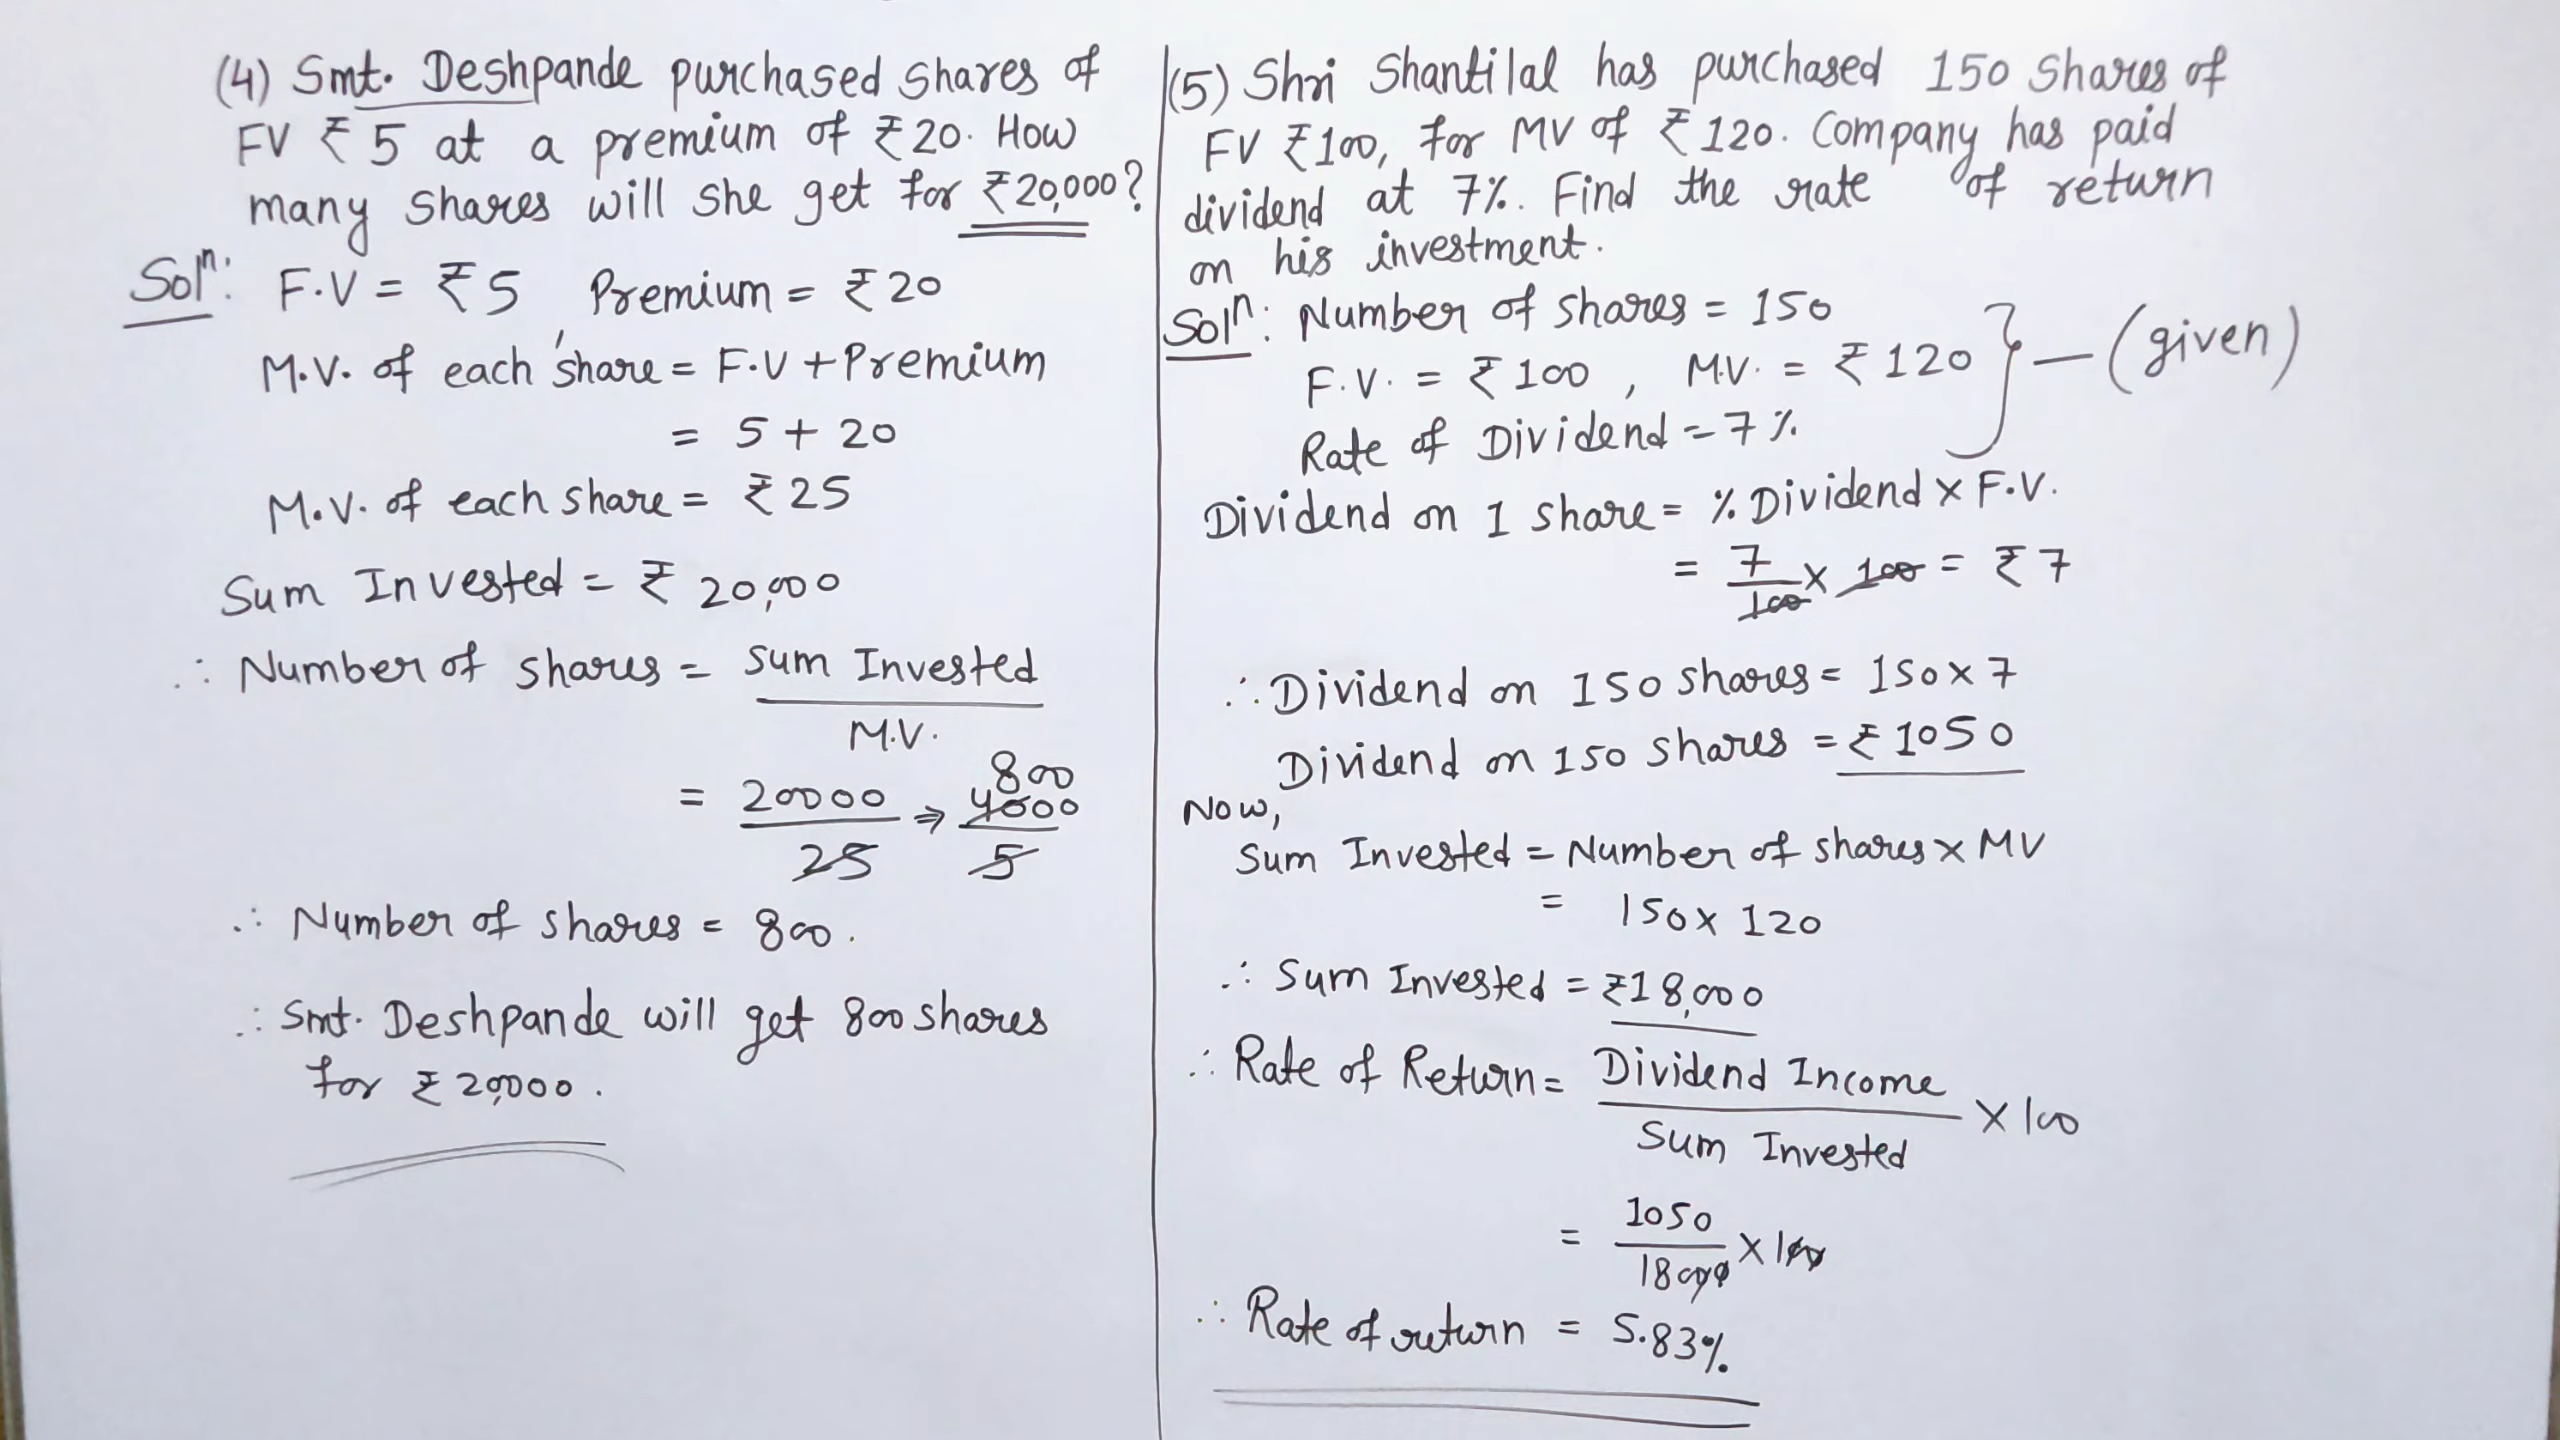 (4) Smt. Deshpande purchased shares of
FV ₹ 5 at a premium of ₹20. How
many shares will she get for ₹20,000?
Solⁿ: F.V = ₹5, Premium = ₹20
M.V. of each share = F.V + Premium
= 5 + 20
M.V. of each share = ₹25
Sum Invested = ₹ 20,000
∴ Number of shares = Sum Invested
M.V.
800
= 20000 ⇒ 4000
25 5
∴ Number of shares = 800.
∴ Smt. Deshpande will get 800 shares
for ₹20,000.
(5) Shri Shantilal has purchased 150 shares of
FV ₹100, for MV of ₹120. Company has paid
dividend at 7%. Find the rate of return
on his investment.
Solⁿ: Number of shares = 150
F.V. = ₹100, M.V. = ₹120 } — (given)
Rate of Dividend = 7%
Dividend on 1 share = % Dividend × F.V.
= 7 × 100 = ₹7
100
∴ Dividend on 150 shares = 150 × 7
Dividend on 150 shares = ₹1050
Now,
Sum Invested = Number of shares × MV
= 150 × 120
∴ Sum Invested = ₹18,000
∴ Rate of Return = Dividend Income × 100
Sum Invested
= 1050 × 100
18000
∴ Rate of return = 5.83%